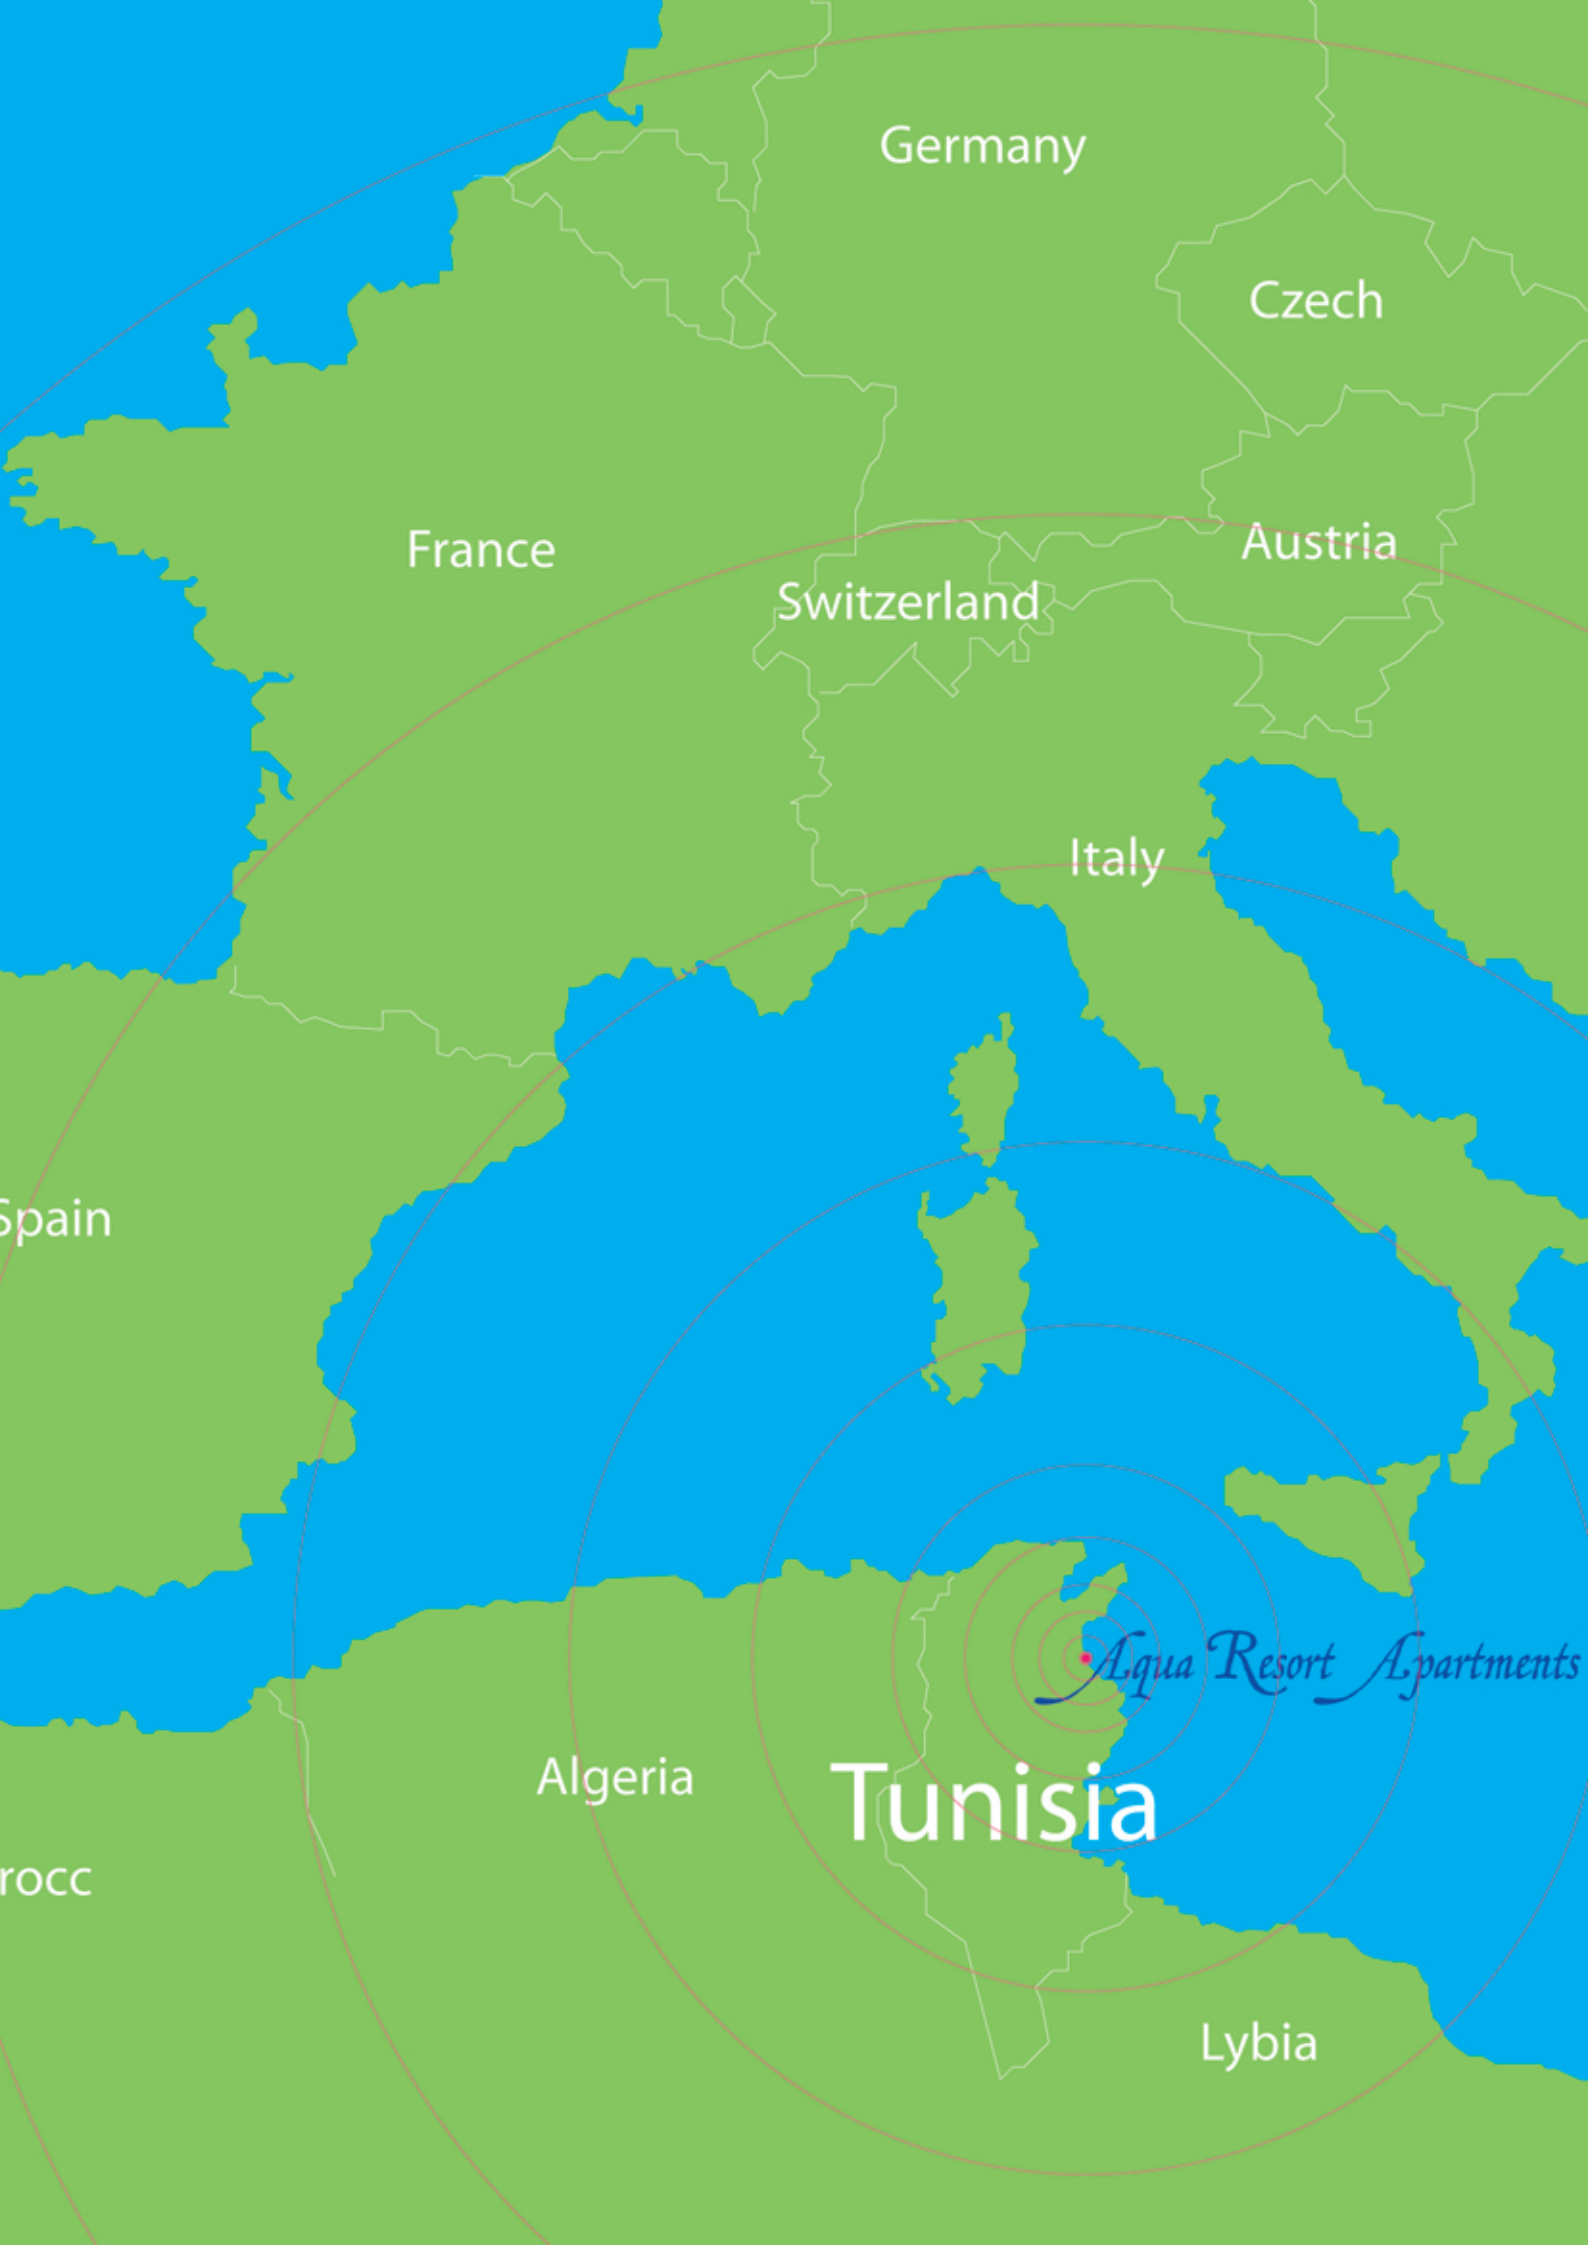 Germany
Czech
France
Austria
Switzerland
Italy
Spain
Aqua Resort Apartments
Algeria
Tunisia
rocc
Lybia